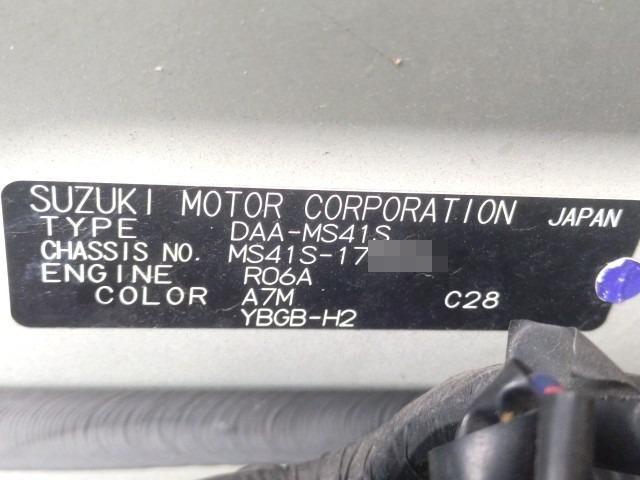 SUZUKI MOTOR CORPORATION JAPAN
TYPE DAA-MS41S
CHASSIS NO. MS41S-17
ENGINE R06A
COLOR A7M C28
YBGB-H2